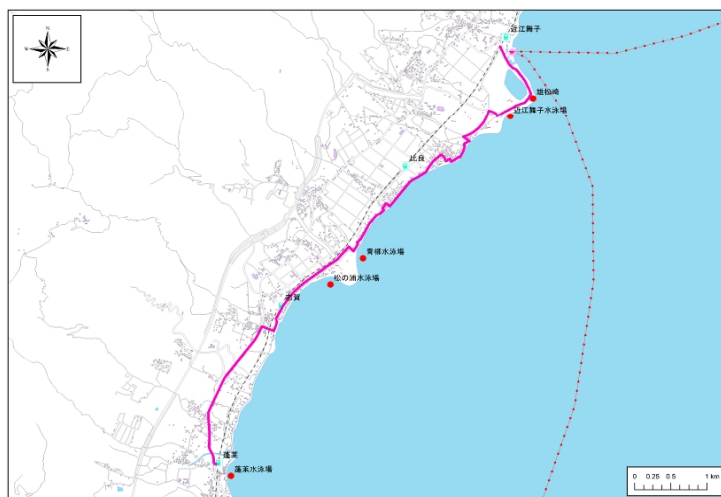 近江舞子
N
W E
S
雄松崎
近江舞子水泳場
比良
青柳水泳場
松の浦水泳場
志賀
蓬莱
蓬莱水泳場
0 0.25 0.5 1 km